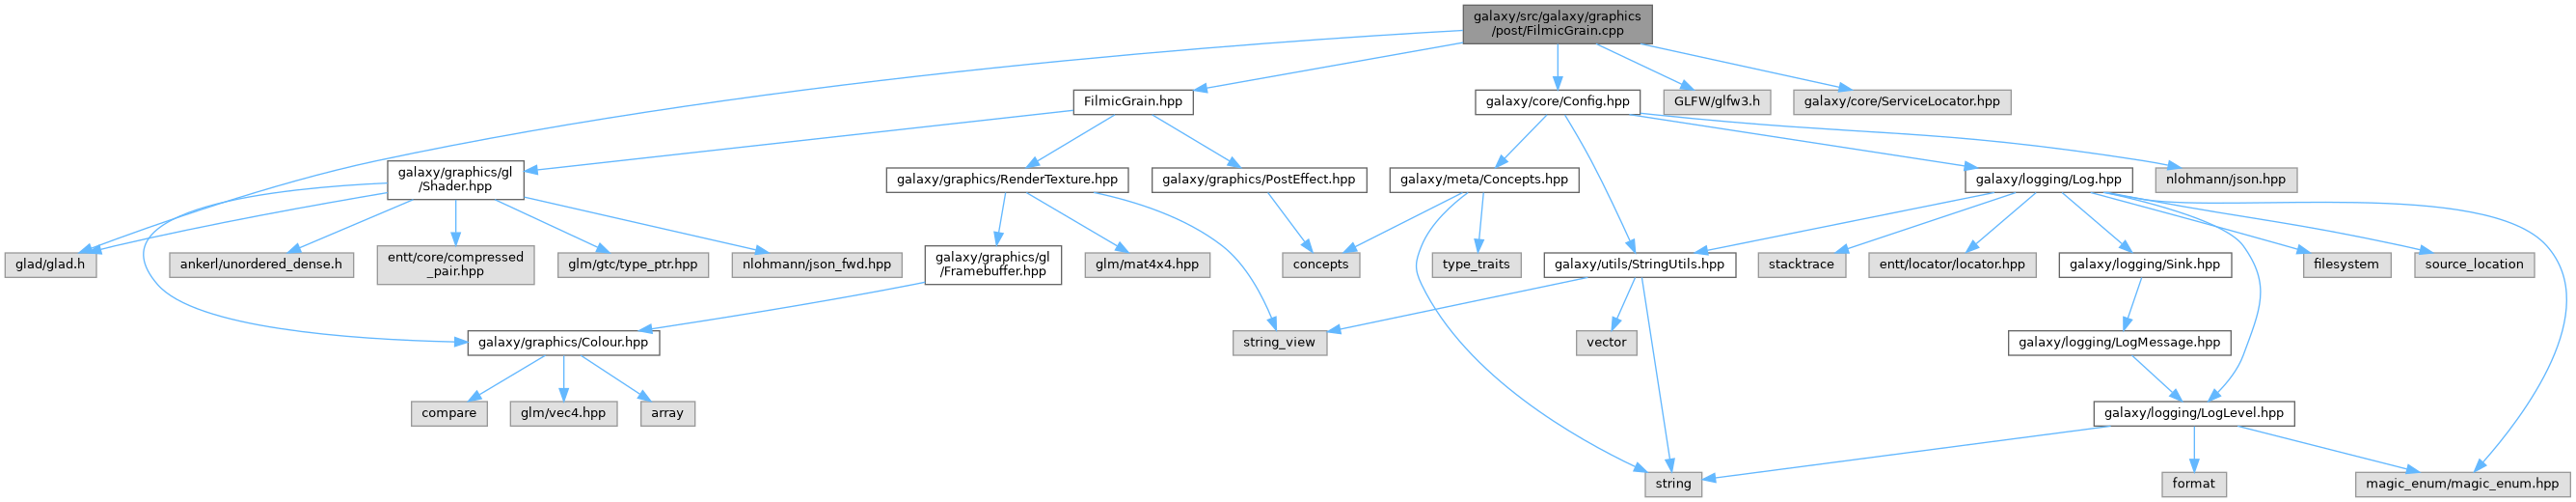 galaxy/src/galaxy/graphics
/post/FilmicGrain.cpp
FilmicGrain.hpp
galaxy/core/Config.hpp
GLFW/glfw3.h
galaxy/core/ServiceLocator.hpp
galaxy/graphics/gl
/Shader.hpp
galaxy/graphics/RenderTexture.hpp
galaxy/graphics/PostEffect.hpp
galaxy/meta/Concepts.hpp
galaxy/logging/Log.hpp
nlohmann/json.hpp
glad/glad.h
ankerl/unordered_dense.h
entt/core/compressed
_pair.hpp
glm/gtc/type_ptr.hpp
nlohmann/json_fwd.hpp
galaxy/graphics/gl
/Framebuffer.hpp
glm/mat4x4.hpp
concepts
type_traits
galaxy/utils/StringUtils.hpp
stacktrace
entt/locator/locator.hpp
galaxy/logging/Sink.hpp
filesystem
source_location
galaxy/graphics/Colour.hpp
string_view
vector
galaxy/logging/LogMessage.hpp
compare
glm/vec4.hpp
array
galaxy/logging/LogLevel.hpp
string
format
magic_enum/magic_enum.hpp